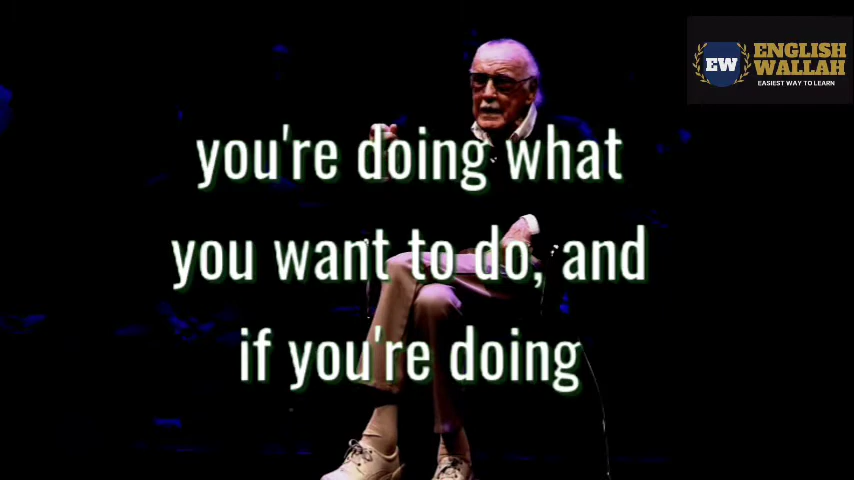 EW
ENGLISH
WALLAH
EASIEST WAY TO LEARN
you're doing what
you want to do, and
if you're doing